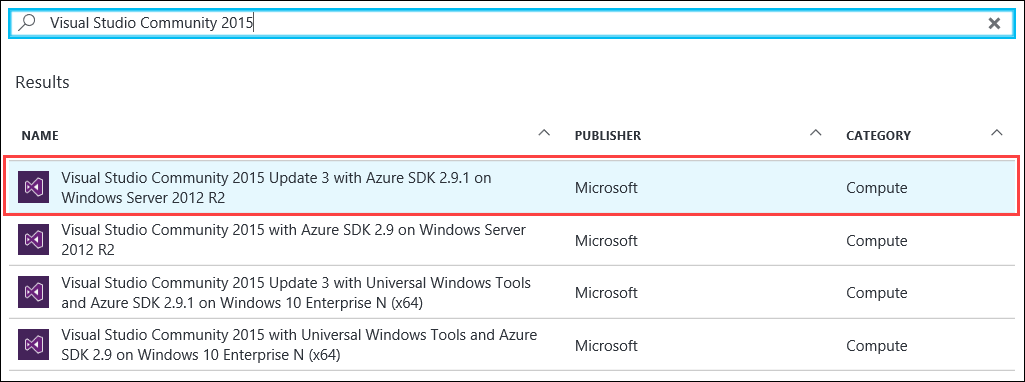 Visual Studio Community 2015
Results
NAME PUBLISHER CATEGORY
Visual Studio Community 2015 Update 3 with Azure SDK 2.9.1 on
Windows Server 2012 R2
Microsoft Compute
Visual Studio Community 2015 with Azure SDK 2.9 on Windows Server
2012 R2
Microsoft Compute
Visual Studio Community 2015 Update 3 with Universal Windows Tools
and Azure SDK 2.9.1 on Windows 10 Enterprise N (x64)
Microsoft Compute
Visual Studio Community 2015 with Universal Windows Tools and Azure
SDK 2.9 on Windows 10 Enterprise N (x64)
Microsoft Compute